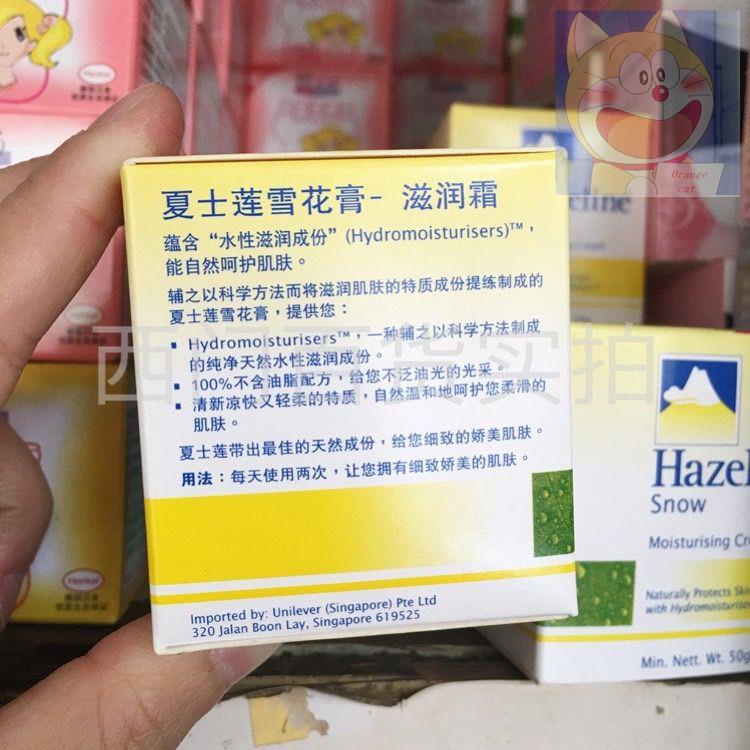 夏士莲雪花膏- 滋润霜
蕴含“水性滋润成份”(Hydromoisturisers)™，
能自然呵护肌肤。
辅之以科学方法而将滋润肌肤的特质成份提练制成的
夏士莲雪花膏，提供您：
▪ Hydromoisturisers™，一种辅之以科学方法制成
的纯净天然水性滋润成份。
▪ 100%不含油脂配方，给您不泛油光的光采。
▪ 清新凉快又轻柔的特质，自然温和地呵护您柔滑的
肌肤。
夏士莲带出最佳的天然成份，给您细致的娇美肌肤。
用法：每天使用两次，让您拥有细致娇美的肌肤。
Imported by: Unilever (Singapore) Pte Ltd
320 Jalan Boon Lay, Singapore 619525
Orange
cat
Snow
Moisturising
Naturally Protects
with
Min. Nett. Wt. 50g
Henkel
Henkel